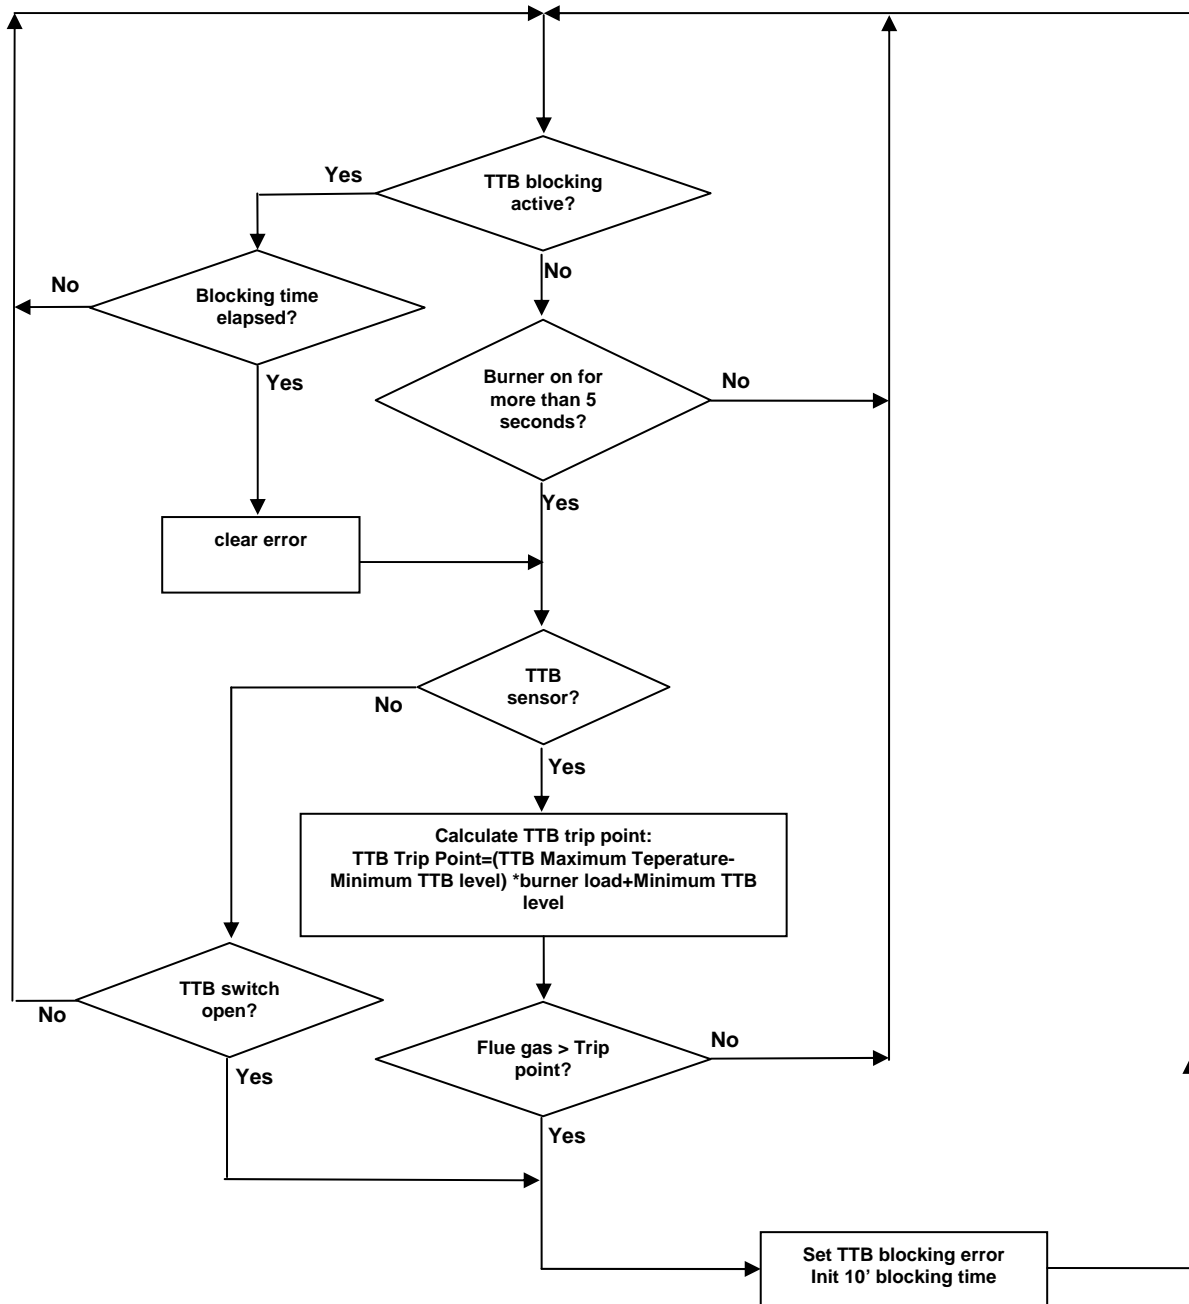 Yes
TTB blocking
active?
No
No
Blocking time
elapsed?
Yes
Burner on for
more than 5
seconds?
No
Yes
clear error
TTB
sensor?
No
Yes
Calculate TTB trip point:
TTB Trip Point=(TTB Maximum Teperature-
Minimum TTB level) *burner load+Minimum TTB
level
TTB switch
open?
No
Yes
Flue gas > Trip
point?
No
Yes
Set TTB blocking error
Init 10' blocking time